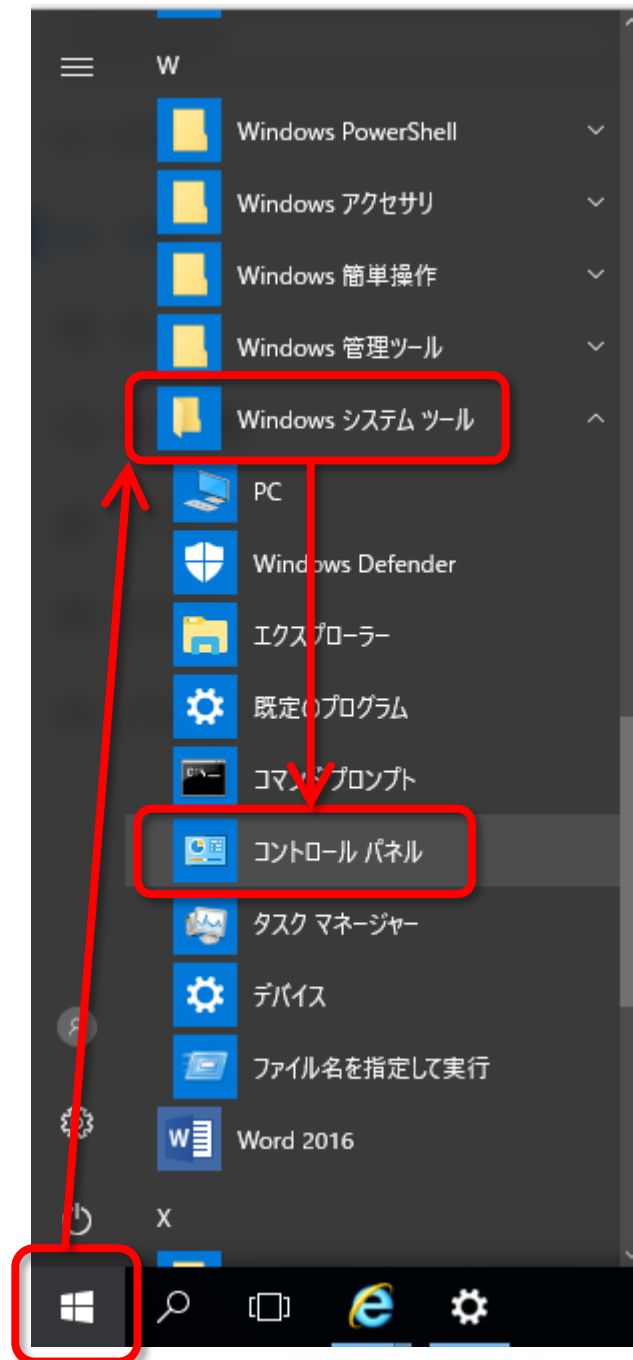 W
Windows PowerShell
Windows アクセサリ
Windows 簡単操作
Windows 管理ツール
Windows システム ツール
PC
Windows Defender
エクスプローラー
既定のプログラム
コマンド プロンプト
コントロール パネル
タスク マネージャー
デバイス
ファイル名を指定して実行
Word 2016
X